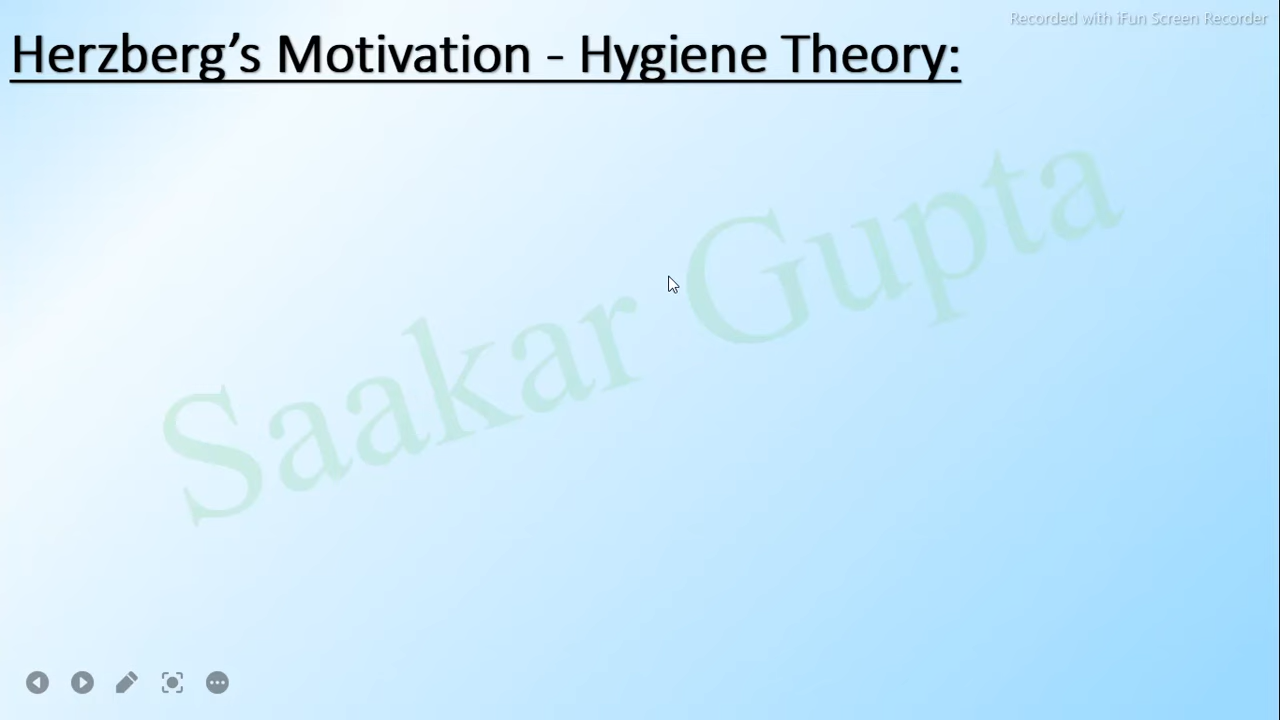 Recorded with iFun Screen Recorder
Herzberg’s Motivation - Hygiene Theory:
Saakar Gupta